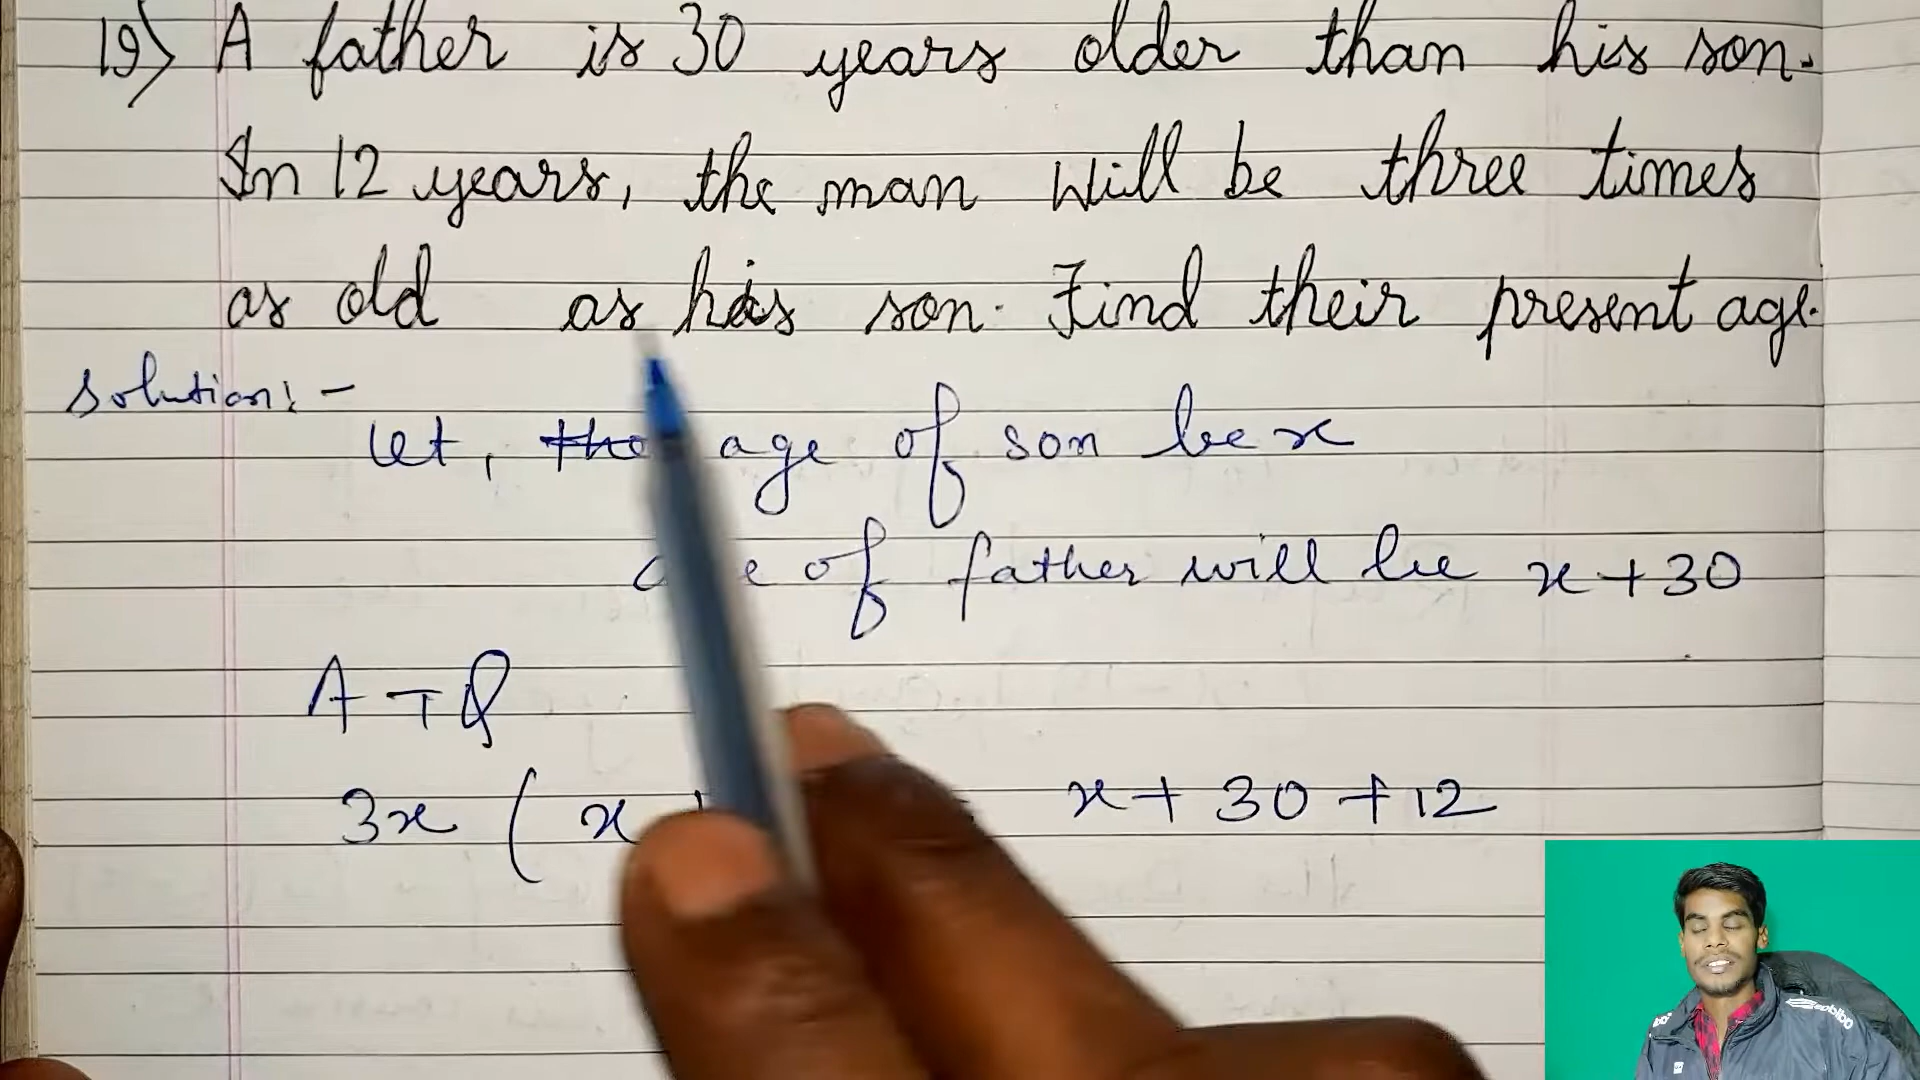 19) A father is 30 years older than his son.
In 12 years, the man will be three times
as old as his son. Find their present age.
solution:-
let, the age of son be x
of father will be x + 30
ATQ
3x ( x x + 30 + 12